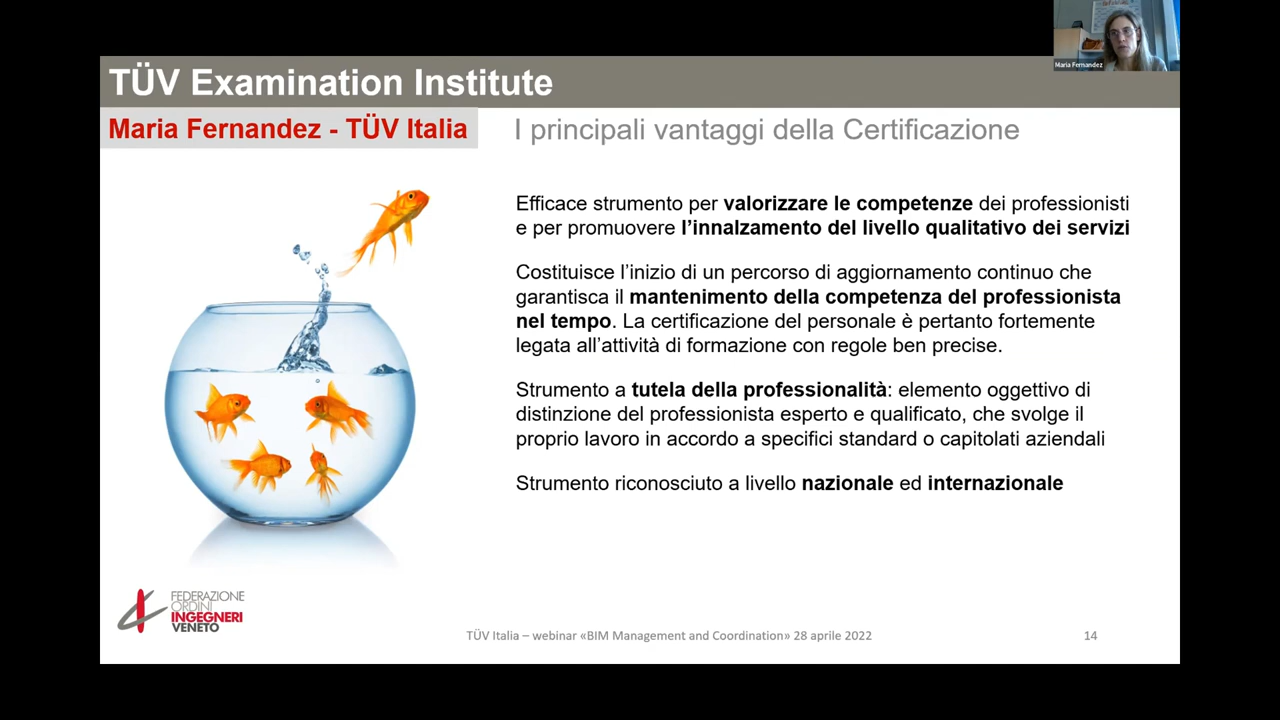 Maria Fernandez
TÜV Examination Institute
Maria Fernandez - TÜV Italia
I principali vantaggi della Certificazione
Efficace strumento per valorizzare le competenze dei professionisti
e per promuovere l’innalzamento del livello qualitativo dei servizi
Costituisce l’inizio di un percorso di aggiornamento continuo che
garantisca il mantenimento della competenza del professionista
nel tempo. La certificazione del personale è pertanto fortemente
legata all’attività di formazione con regole ben precise.
Strumento a tutela della professionalità: elemento oggettivo di
distinzione del professionista esperto e qualificato, che svolge il
proprio lavoro in accordo a specifici standard o capitolati aziendali
Strumento riconosciuto a livello nazionale ed internazionale
FEDERAZIONE
ORDINI
INGEGNERI
VENETO
TÜV Italia – webinar «BIM Management and Coordination» 28 aprile 2022
14